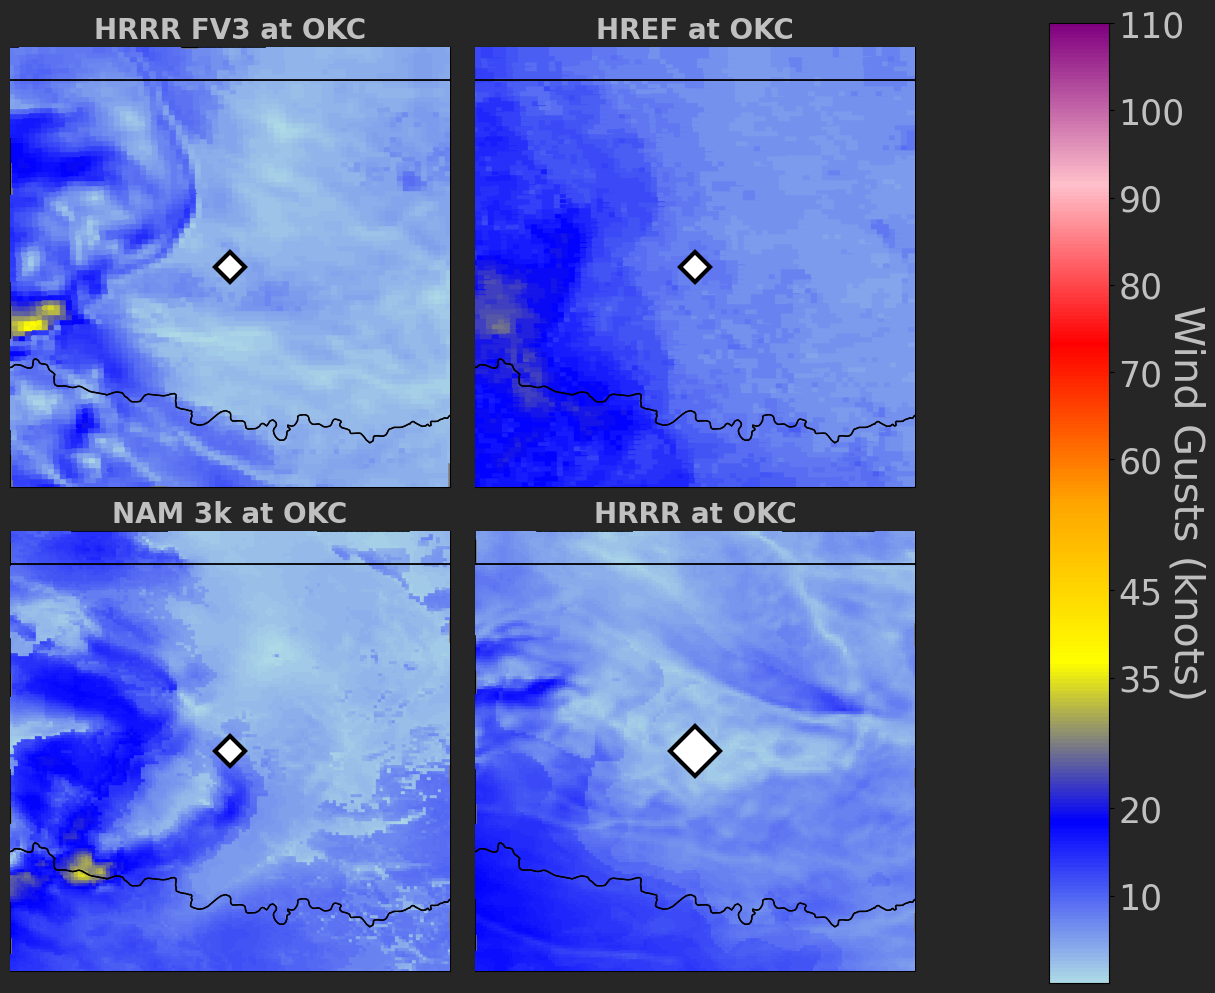 HRRR FV3 at OKC
HREF at OKC
NAM 3k at OKC
HRRR at OKC
110
100
90
80
70
60
45
35
20
10
Wind Gusts (knots)